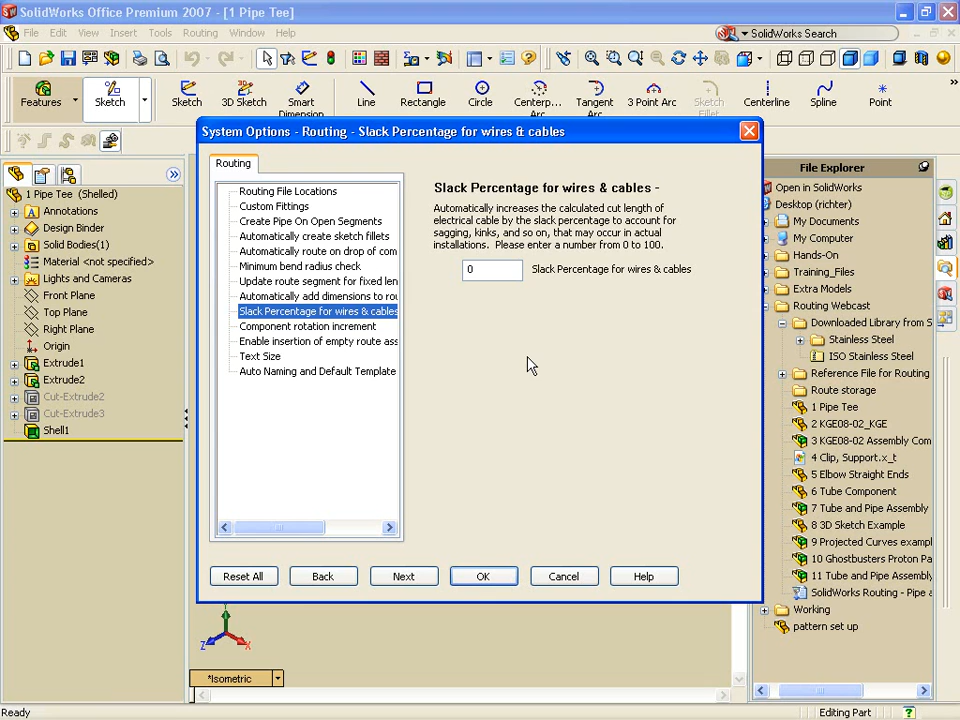 SolidWorks Office Premium 2007 - [1 Pipe Tee]
File Edit View Insert Tools Routing Window Help
SolidWorks Search
Features
Sketch
Sketch
3D Sketch
Smart
Dimension
Line
Rectangle
Circle
Centerp...
Arc
Tangent
Arc
3 Point Arc
Sketch
Fillet
Centerline
Spline
Point
1 Pipe Tee (Shelled)
Annotations
Design Binder
Solid Bodies(1)
Material <not specified>
Lights and Cameras
Front Plane
Top Plane
Right Plane
Origin
Extrude1
Extrude2
Cut-Extrude2
Cut-Extrude3
Shell1
System Options - Routing - Slack Percentage for wires & cables
Routing
Routing File Locations
Custom Fittings
Create Pipe On Open Segments
Automatically create sketch fillets
Automatically route on drop of com
Minimum bend radius check
Update route segment for fixed len
Automatically add dimensions to rou
Slack Percentage for wires & cables
Component rotation increment
Enable insertion of empty route ass
Text Size
Auto Naming and Default Template
Slack Percentage for wires & cables -
Automatically increases the calculated cut length of
electrical cable by the slack percentage to account for
sagging, kinks, and so on, that may occur in actual
installations. Please enter a number from 0 to 100.
0 Slack Percentage for wires & cables
Reset All Back Next OK Cancel Help
File Explorer
Open in SolidWorks
Desktop (richter)
My Documents
My Computer
Hands-On
Training_Files
Extra Models
Routing Webcast
Downloaded Library from S
Stainless Steel
ISO Stainless Steel
Reference File for Routing
Route storage
1 Pipe Tee
2 KGE08-02_KGE
3 KGE08-02 Assembly Com
4 Clip, Support.x_t
5 Elbow Straight Ends
6 Tube Component
7 Tube and Pipe Assembly
8 3D Sketch Example
9 Projected Curves exampl
10 Ghostbusters Proton Pa
11 Tube and Pipe Assembly
SolidWorks Routing - Pipe a
Working
pattern set up
Z X
*Isometric
Ready
Editing Part